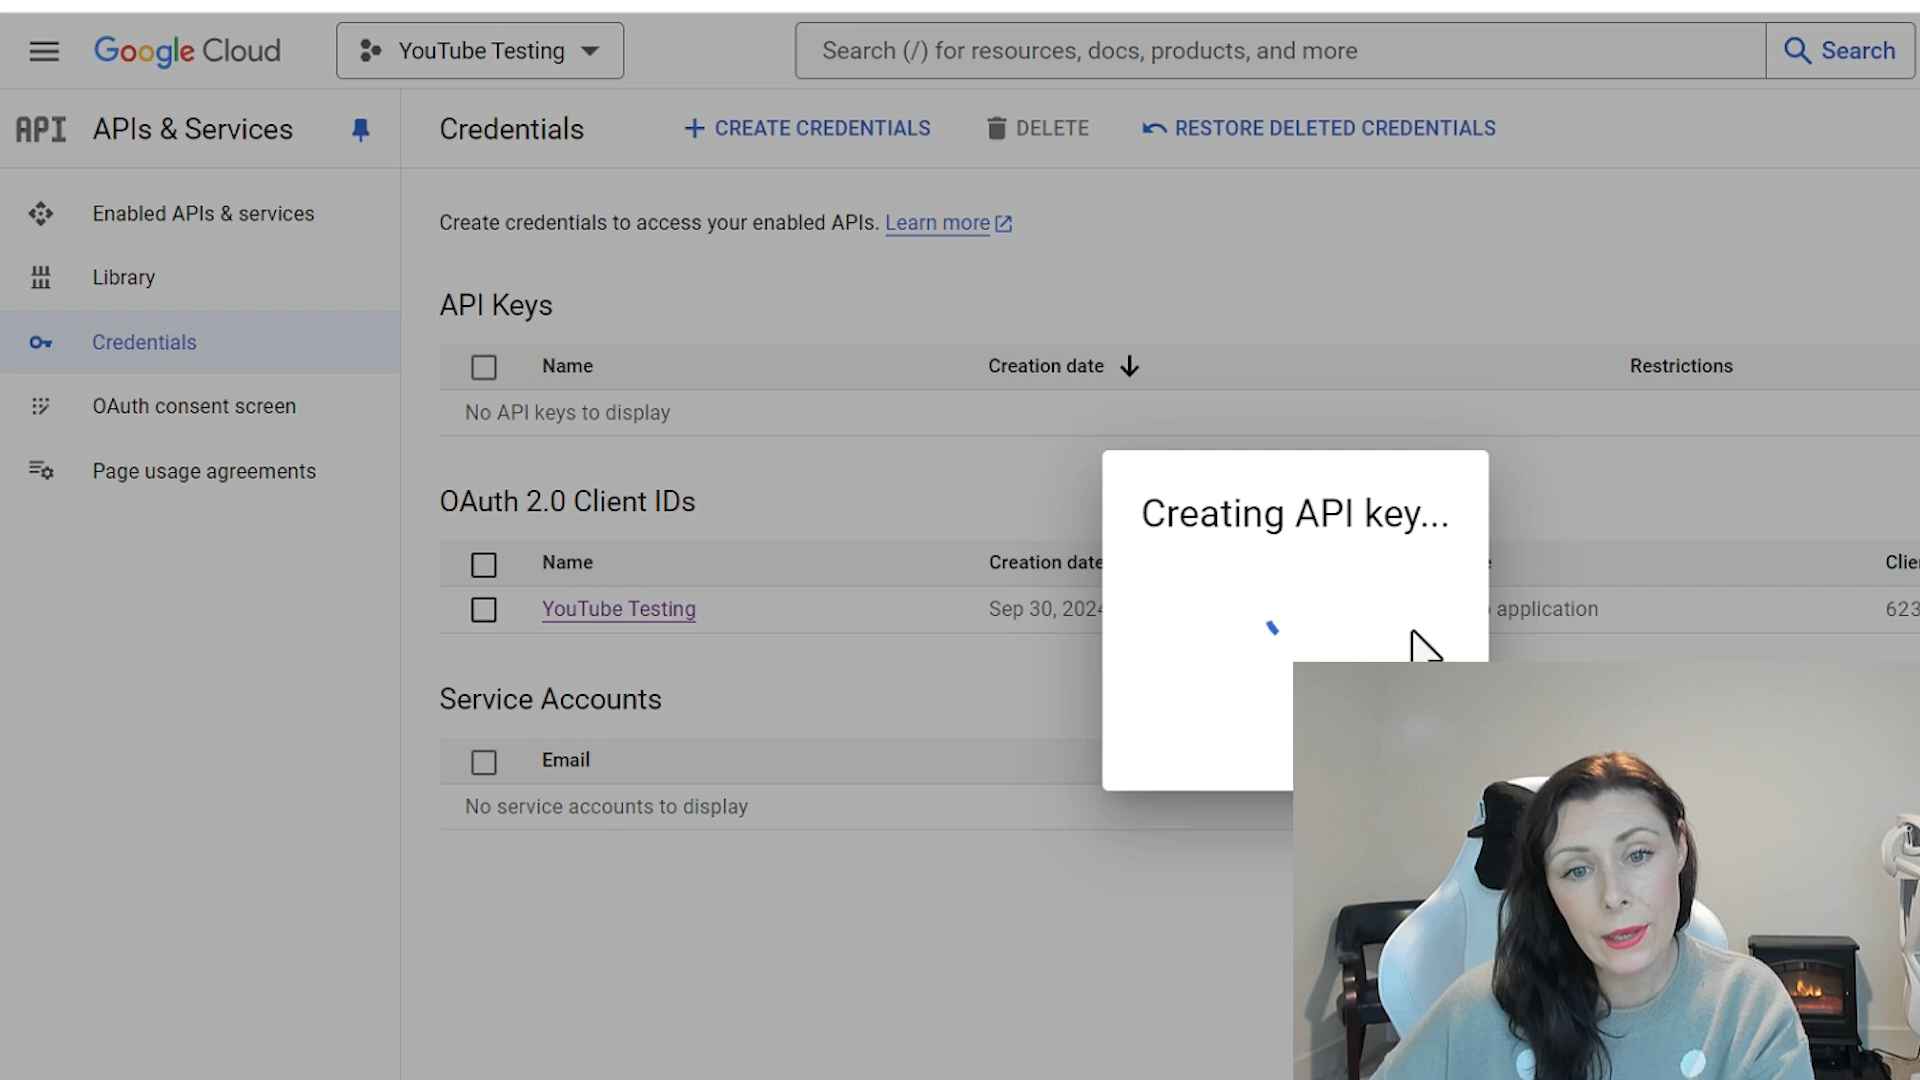 Google Cloud
YouTube Testing
Search (/) for resources, docs, products, and more
Search
API
APIs & Services
Credentials
CREATE CREDENTIALS
DELETE
RESTORE DELETED CREDENTIALS
Enabled APIs & services
Library
Credentials
OAuth consent screen
Page usage agreements
Create credentials to access your enabled APIs. Learn more
API Keys
Name
Creation date
Restrictions
No API keys to display
Creating API key...
OAuth 2.0 Client IDs
Name
Creation date
YouTube Testing
Sep 30, 2024
application
623
Service Accounts
Email
No service accounts to display